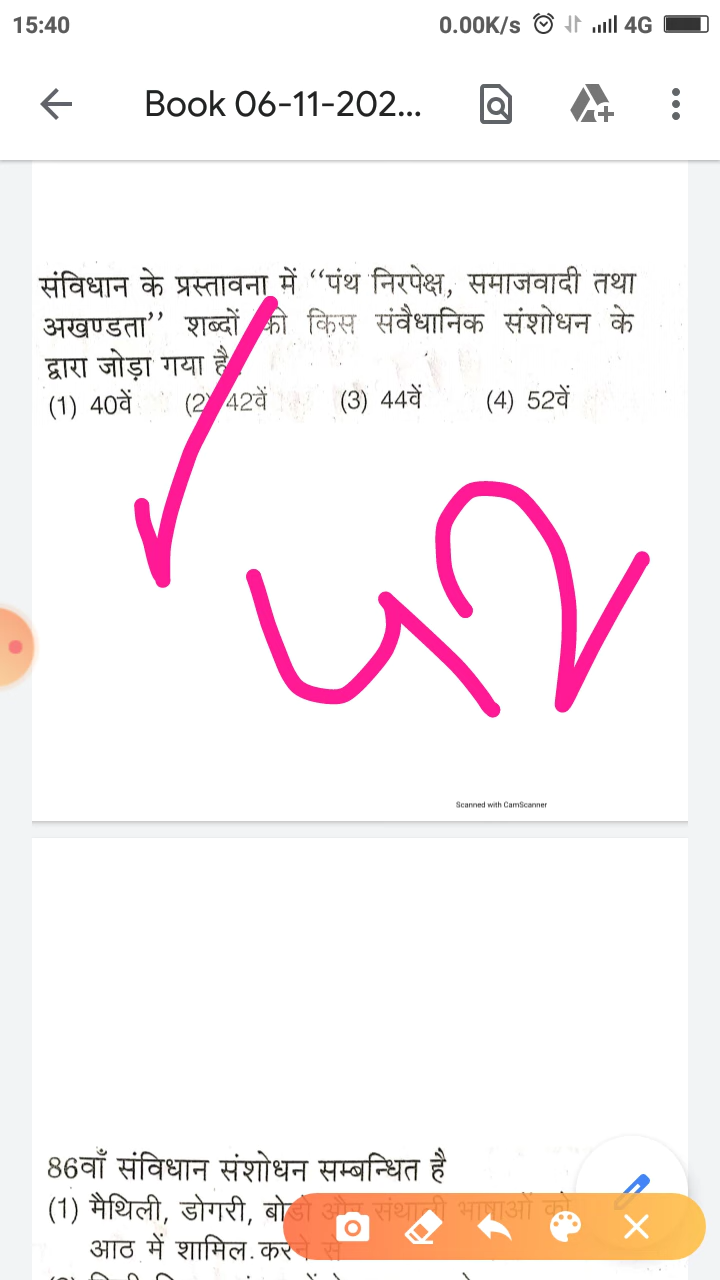 15:40 0.00K/s 4G
Book 06-11-202...
संविधान के प्रस्तावना में ‘‘पंथ निरपेक्ष, समाजवादी तथा
अखण्डता’’ शब्दों को किस संवैधानिक संशोधन के
द्वारा जोड़ा गया है
(1) 40वें (2) 42वें (3) 44वें (4) 52वें
42
Scanned with CamScanner
86वाँ संविधान संशोधन सम्बन्धित है
(1) मैथिली, डोगरी, बोडो और संथाली भाषाओं को
आठ में शामिल करने से